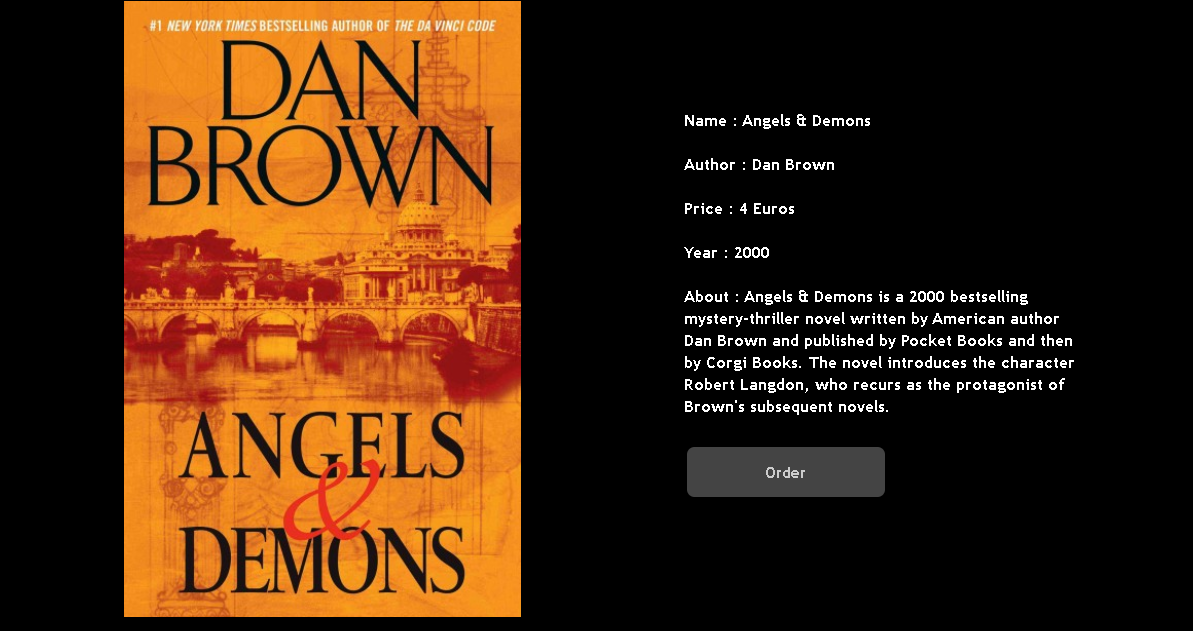 #1 NEW YORK TIMES BESTSELLING AUTHOR OF THE DA VINCI CODE
DAN
BROWN
ANGELS
&
DEMONS
Name : Angels & Demons
Author : Dan Brown
Price : 4 Euros
Year : 2000
About : Angels & Demons is a 2000 bestselling
mystery-thriller novel written by American author
Dan Brown and published by Pocket Books and then
by Corgi Books. The novel introduces the character
Robert Langdon, who recurs as the protagonist of
Brown's subsequent novels.
Order